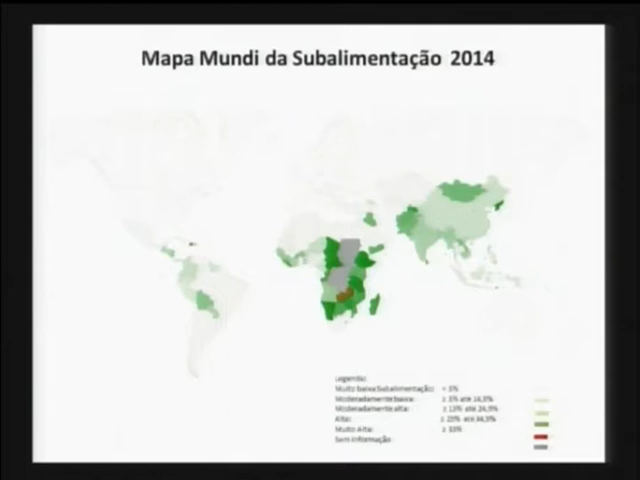 Mapa Mundi da Subalimentação 2014
Legenda:
Muito baixa Subalimentação: < 5%
Moderadamente baixa: ≥ 5% até 14,9%
Moderadamente alta: ≥ 15% até 24,9%
Alta: ≥ 25% até 34,9%
Muito Alta: ≥ 35%
Sem informação